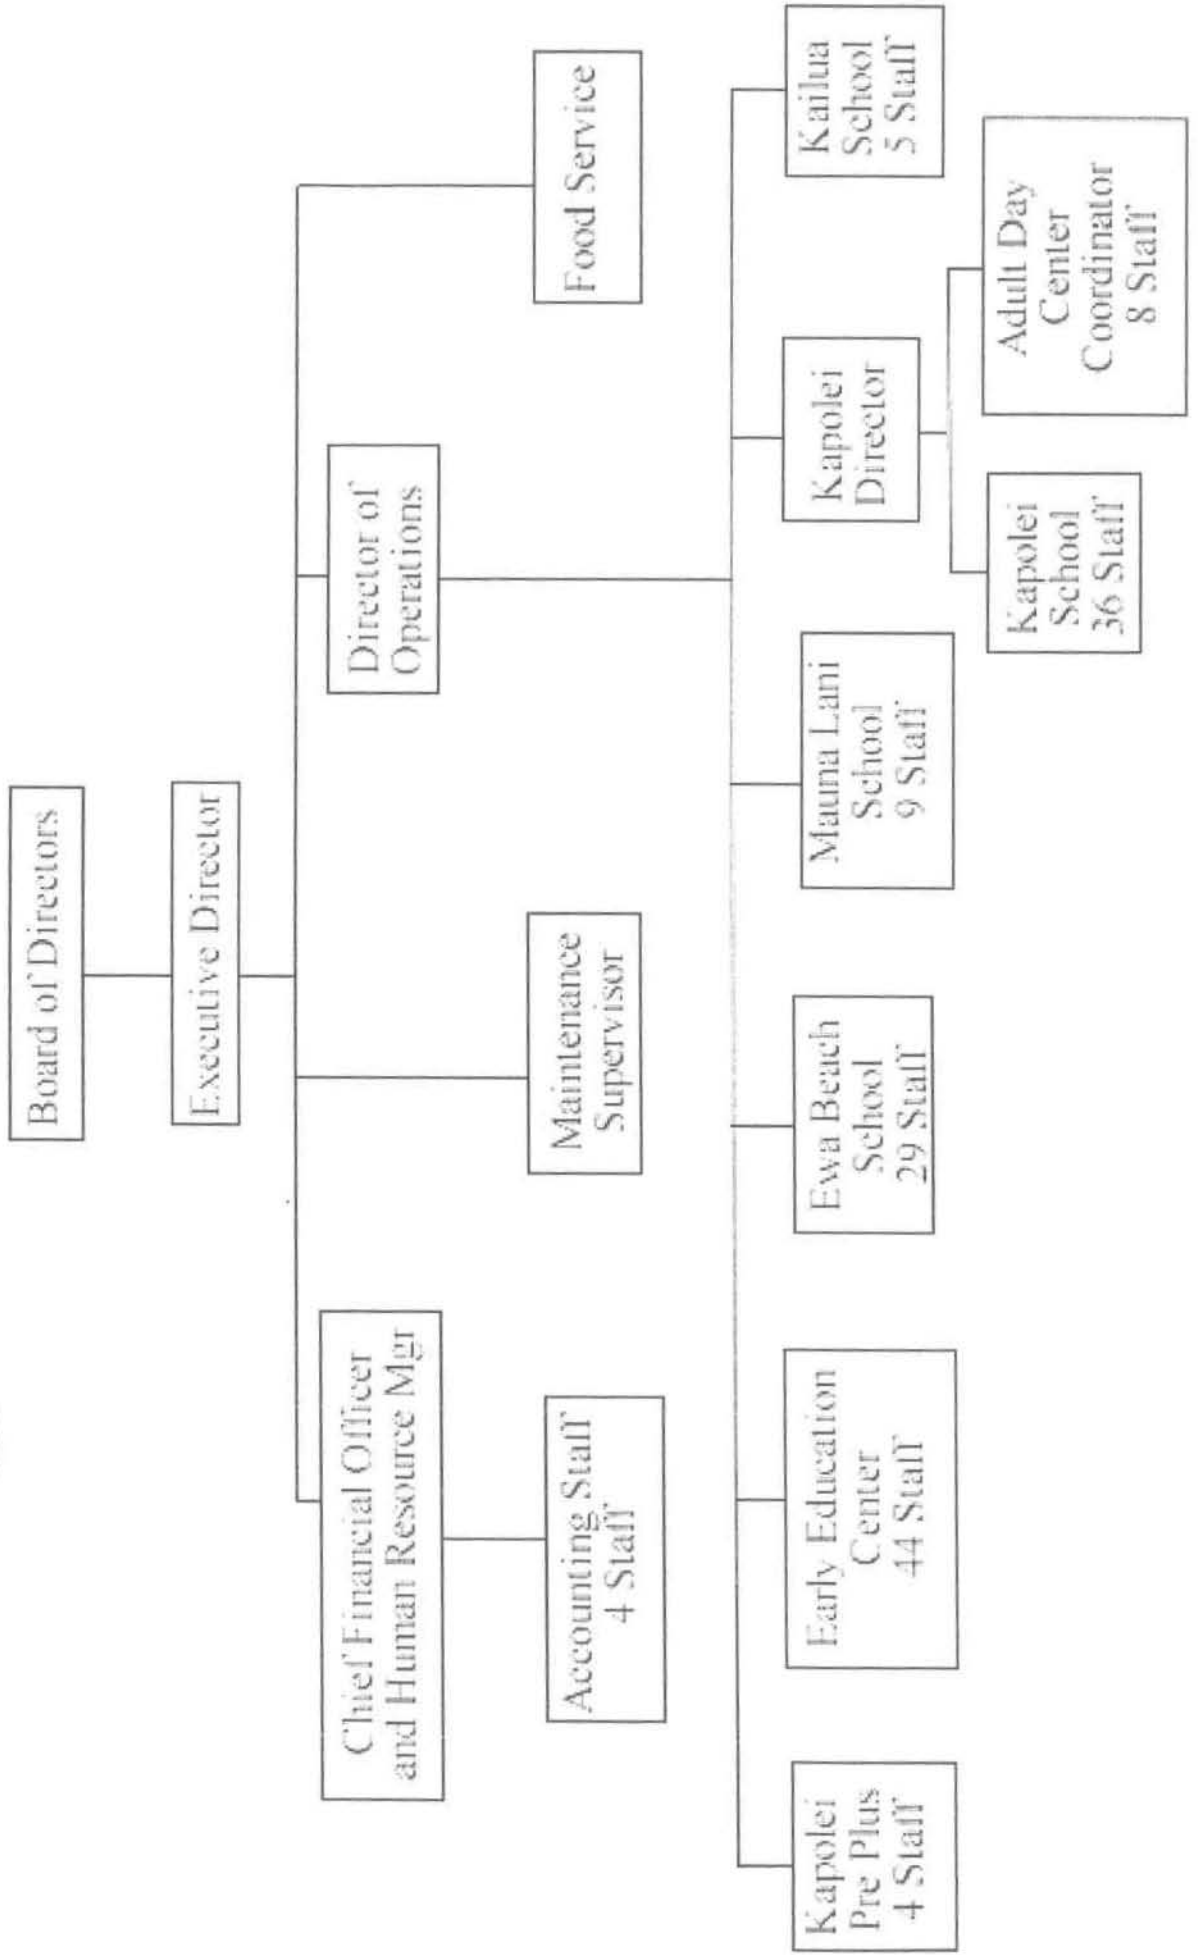 Board of Directors
Executive Director
Chief Financial Officer
and Human Resource Mgr
Maintenance
Supervisor
Director of
Operations
Food Service
Accounting Staff
4 Staff
Kapolei
Pre Plus
4 Staff
Early Education
Center
44 Staff
Ewa Beach
School
29 Staff
Mauna Lani
School
9 Staff
Kapolei
Director
Kailua
School
5 Staff
Kapolei
School
36 Staff
Adult Day
Center
Coordinator
8 Staff